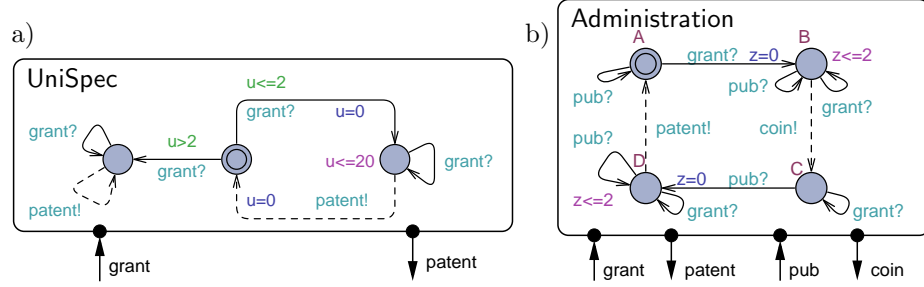 a)
UniSpec
u<=2
grant?
u=0
grant?
u>2
grant?
u<=20
grant?
patent!
u=0
patent!
grant
patent
b)
Administration
A
B
grant?
z=0
z<=2
pub?
pub?
grant?
pub?
patent!
coin!
D
C
z=0
pub?
z<=2
grant?
grant?
grant
patent
pub
coin